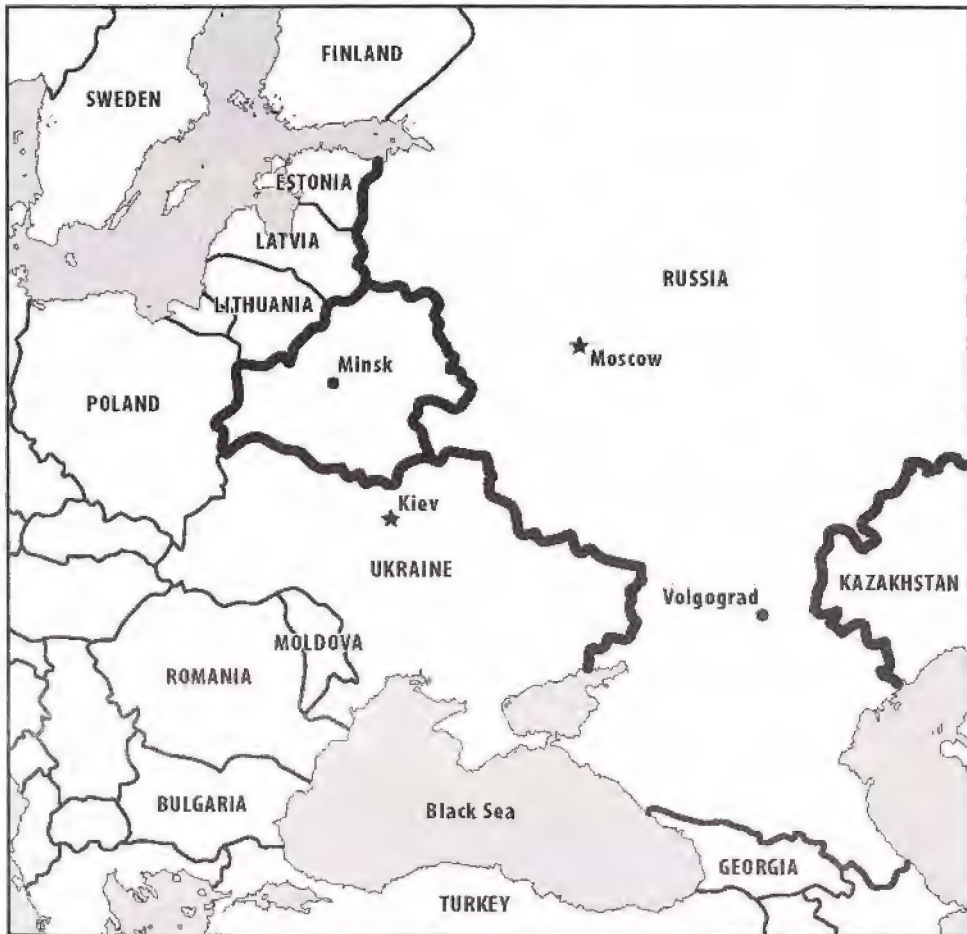 FINLAND
SWEDEN
ESTONIA
LATVIA
RUSSIA
LITHUANIA
Moscow
Minsk
POLAND
Kiev
UKRAINE
KAZAKHSTAN
Volgograd
MOLDOVA
ROMANIA
BULGARIA
Black Sea
GEORGIA
TURKEY